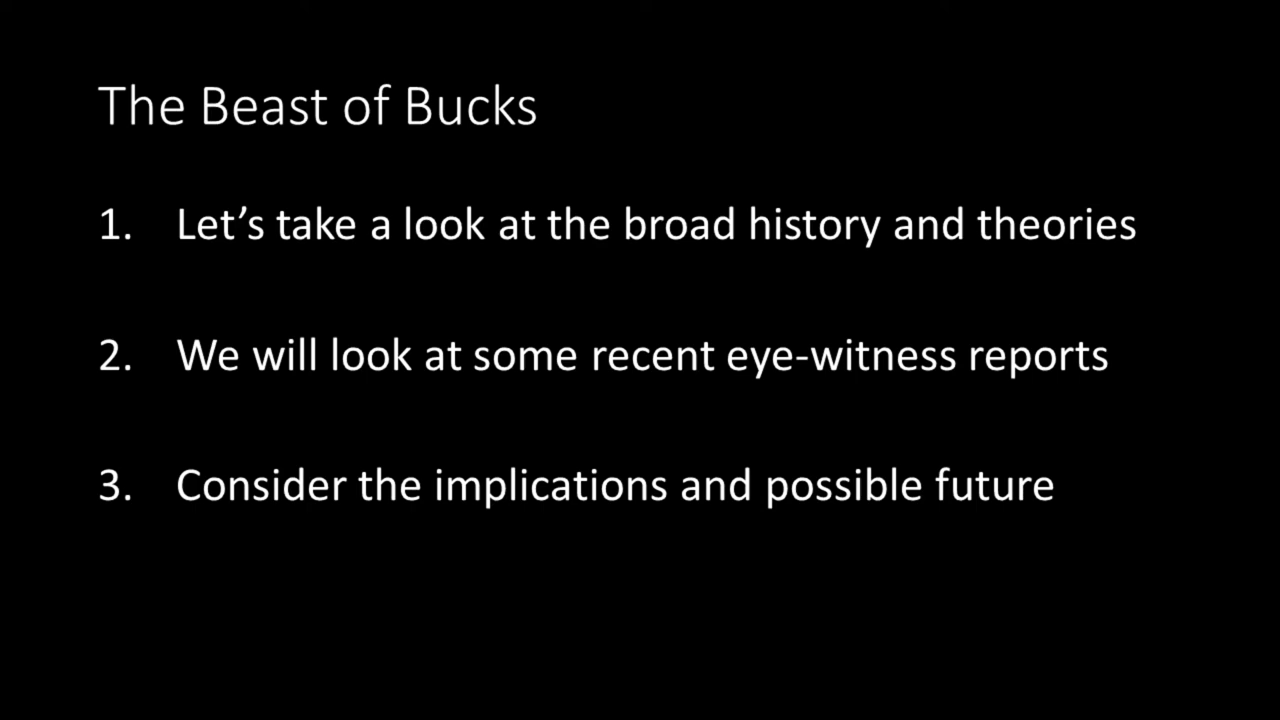 The Beast of Bucks
1. Let’s take a look at the broad history and theories
2. We will look at some recent eye-witness reports
3. Consider the implications and possible future